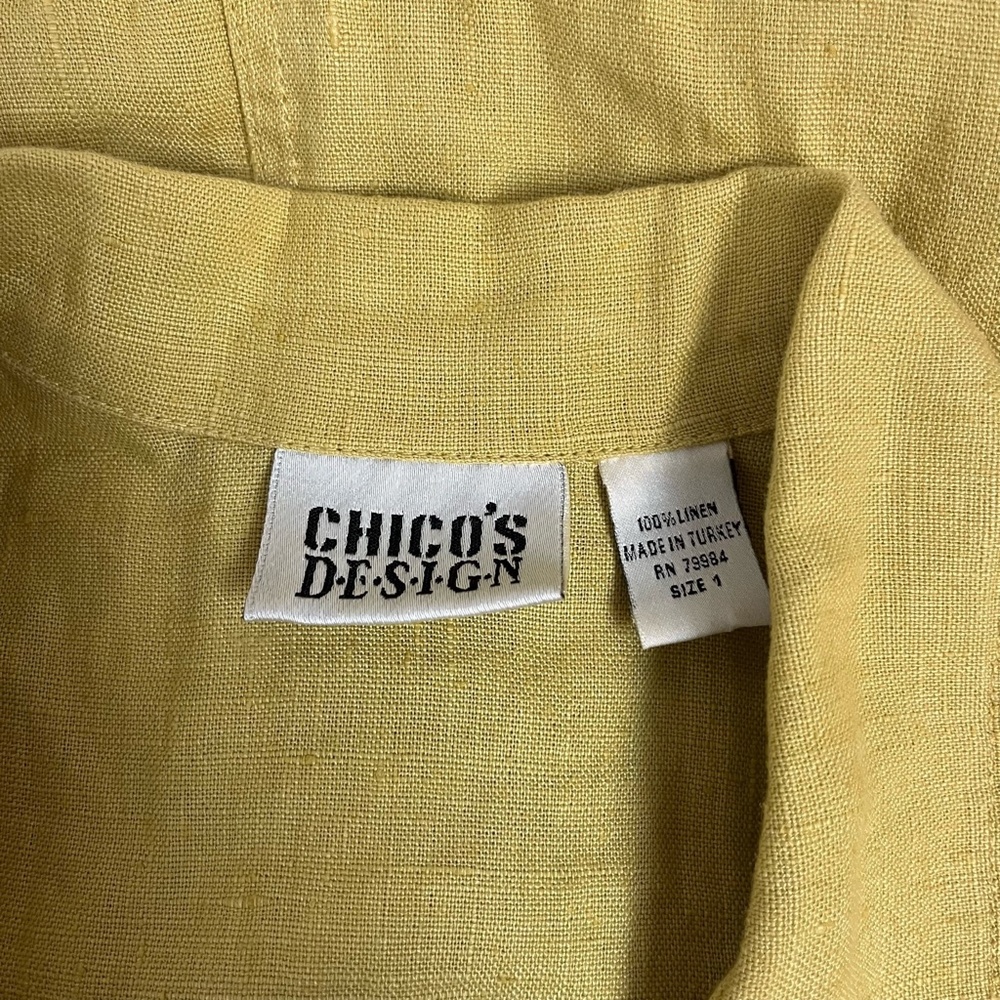 CHICO'S
D·E·S·I·G·N
100% LINEN
MADE IN TURKEY
RN 79984
SIZE 1